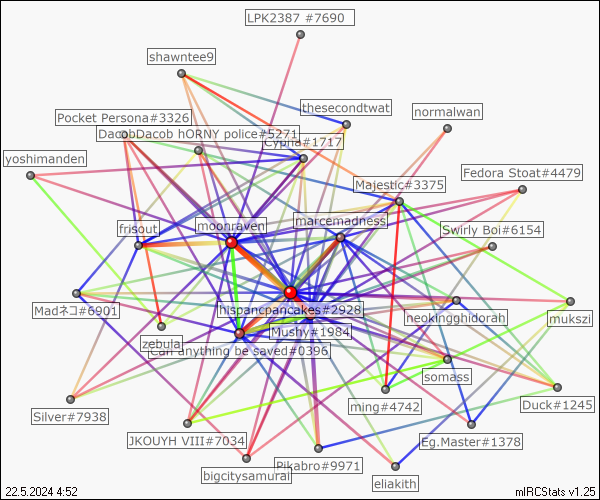 LPK2387 #7690
shawntee9
thesecondtwat
normalwan
Pocket Persona#3326
DacobDacob hORNY police#5271
Cypha#1717
yoshimanden
Fedora Stoat#4479
Majestic#3375
moonraven
marcemadness
frisout
Swirly Boi#6154
Madネコ#6901
hispancpancakes#2928
neokingghidorah
mukszi
Mushy#1984
zebula
Can anything be saved#0396
somass
Silver#7938
ming#4742
Duck#1245
JKOUYH VIII#7034
Eg.Master#1378
bigcitysamurai
Pikabro#9971
eliakith
22.5.2024 4:52
mIRCStats v1.25